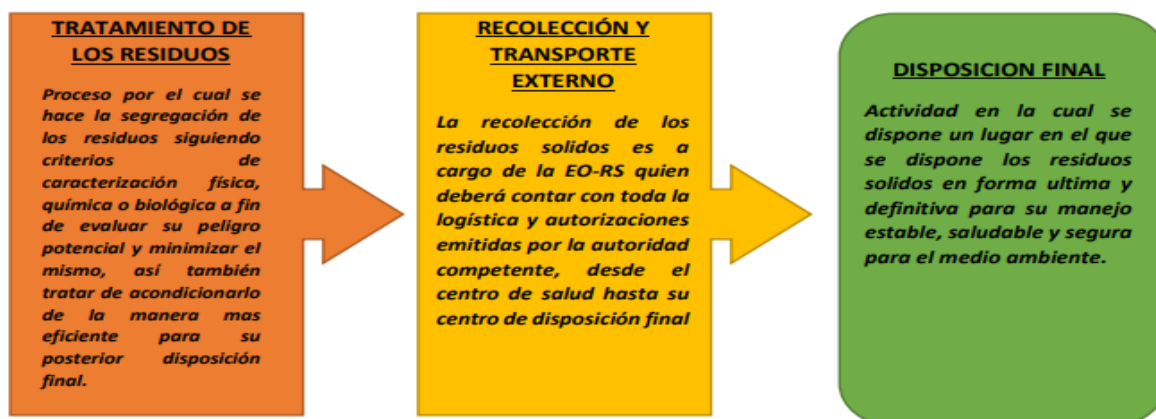 TRATAMIENTO DE
LOS RESIDUOS
Proceso por el cual se
hace la segregación de
los residuos siguiendo
criterios de
caracterización física,
química o biológica a fin
de evaluar su peligro
potencial y minimizar el
mismo, así también
tratar de acondicionarlo
de la manera mas
eficiente para su
posterior disposición
final.
RECOLECCIÓN Y
TRANSPORTE
EXTERNO
La recolección de los
residuos solidos es a
cargo de la EO-RS quien
deberá contar con toda la
logística y autorizaciones
emitidas por la autoridad
competente, desde el
centro de salud hasta su
centro de disposición final
DISPOSICION FINAL
Actividad en la cual se
dispone un lugar en el que
se dispone los residuos
solidos en forma ultima y
definitiva para su manejo
estable, saludable y segura
para el medio ambiente.